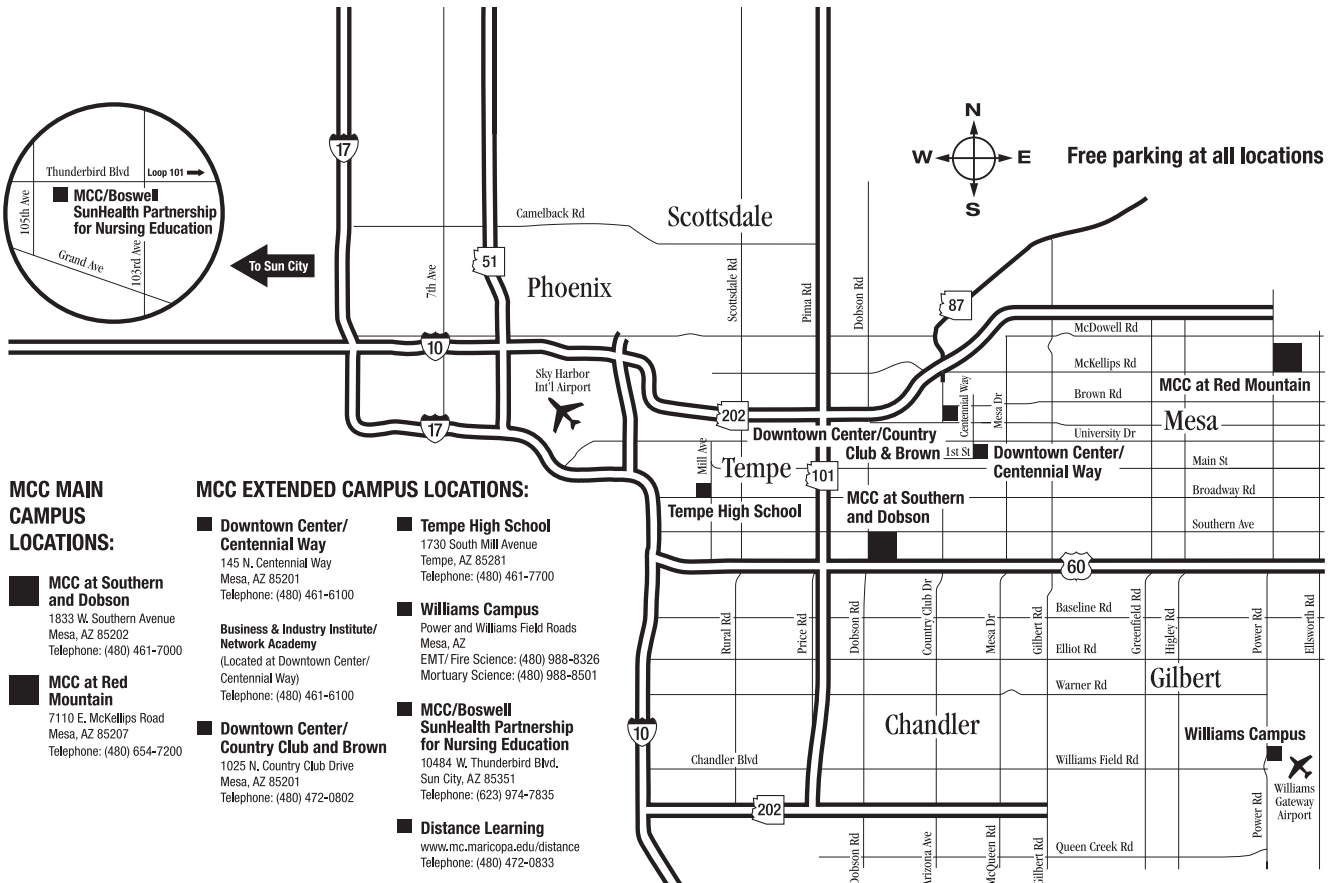 N
W
E
S
Free parking at all locations
Thunderbird Blvd
Loop 101
105th Ave
MCC/Boswell
SunHealth Partnership
for Nursing Education
Grand Ave
103rd Ave
To Sun City
17
51
7th Ave
Camelback Rd
Scottsdale
Phoenix
Scottsdale Rd
Pima Rd
Dobson Rd
87
10
17
Sky Harbor
Int'l Airport
202
McDowell Rd
McKellips Rd
MCC at Red Mountain
Brown Rd
Mesa
University Dr
Main St
Broadway Rd
Southern Ave
Centennial Way
Mesa Dr
Downtown Center/Country
Club & Brown
1st St
Downtown Center/
Centennial Way
Mill Ave
Tempe
101
Tempe High School
MCC at Southern
and Dobson
60
Rural Rd
Price Rd
Dobson Rd
Country Club Dr
Mesa Dr
Gilbert Rd
Baseline Rd
Greenfield Rd
Higley Rd
Power Rd
Ellsworth Rd
Elliot Rd
Warner Rd
Gilbert
Chandler
10
Chandler Blvd
Williams Field Rd
Williams Campus
Williams
Gateway
Airport
Power Rd
202
Dobson Rd
Arizona Ave
McQueen Rd
Gilbert Rd
Queen Creek Rd
MCC MAIN
CAMPUS
LOCATIONS:
MCC at Southern
and Dobson
1833 W. Southern Avenue
Mesa, AZ 85202
Telephone: (480) 461-7000
MCC at Red
Mountain
7110 E. McKellips Road
Mesa, AZ 85207
Telephone: (480) 654-7200
MCC EXTENDED CAMPUS LOCATIONS:
Downtown Center/
Centennial Way
145 N. Centennial Way
Mesa, AZ 85201
Telephone: (480) 461-6100
Business & Industry Institute/
Network Academy
(Located at Downtown Center/
Centennial Way)
Telephone: (480) 461-6100
Downtown Center/
Country Club and Brown
1025 N. Country Club Drive
Mesa, AZ 85201
Telephone: (480) 472-0802
Tempe High School
1730 South Mill Avenue
Tempe, AZ 85281
Telephone: (480) 461-7700
Williams Campus
Power and Williams Field Roads
Mesa, AZ
EMT/ Fire Science: (480) 988-8326
Mortuary Science: (480) 988-8501
MCC/Boswell
SunHealth Partnership
for Nursing Education
10484 W. Thunderbird Blvd.
Sun City, AZ 85351
Telephone: (623) 974-7835
Distance Learning
www.mc.maricopa.edu/distance
Telephone: (480) 472-0833